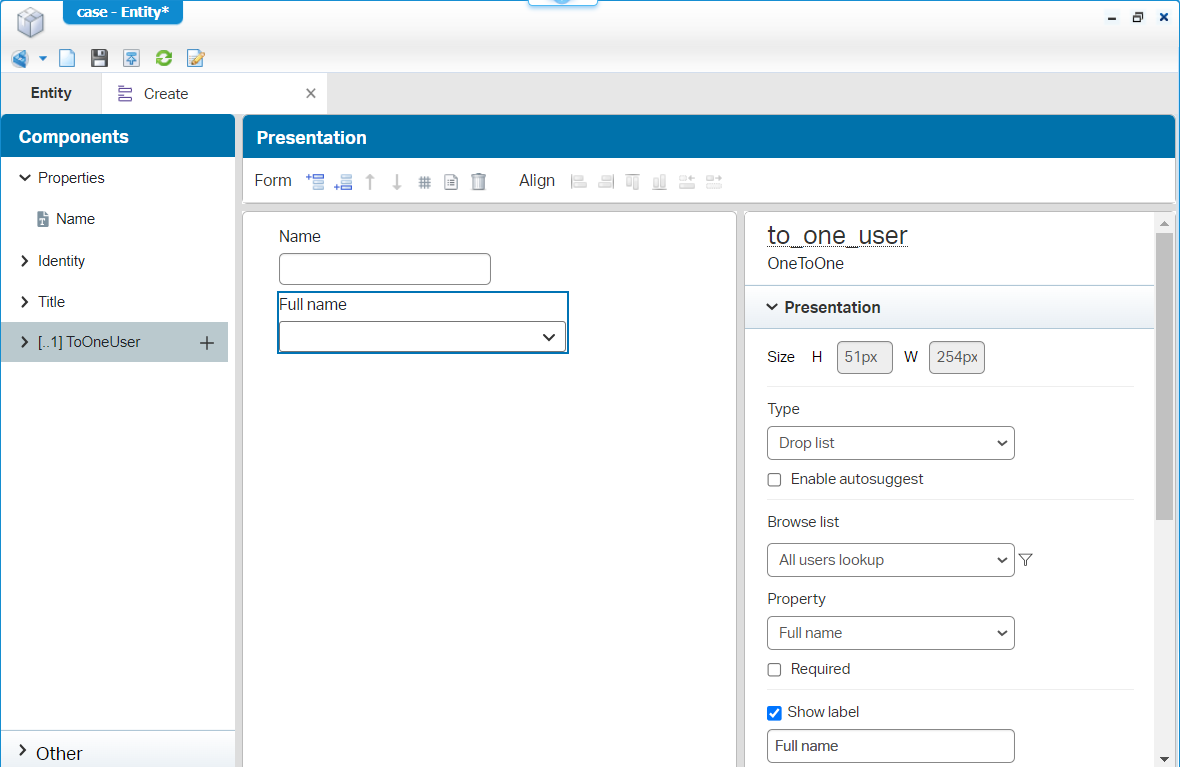 case - Entity*
Entity
Create
Components
Properties
Name
Identity
Title
[..1] ToOneUser
Other
Presentation
Form
Align
Name
Full name
to_one_user
OneToOne
Presentation
Size H 51px W 254px
Type
Drop list
Enable autosuggest
Browse list
All users lookup
Property
Full name
Required
Show label
Full name